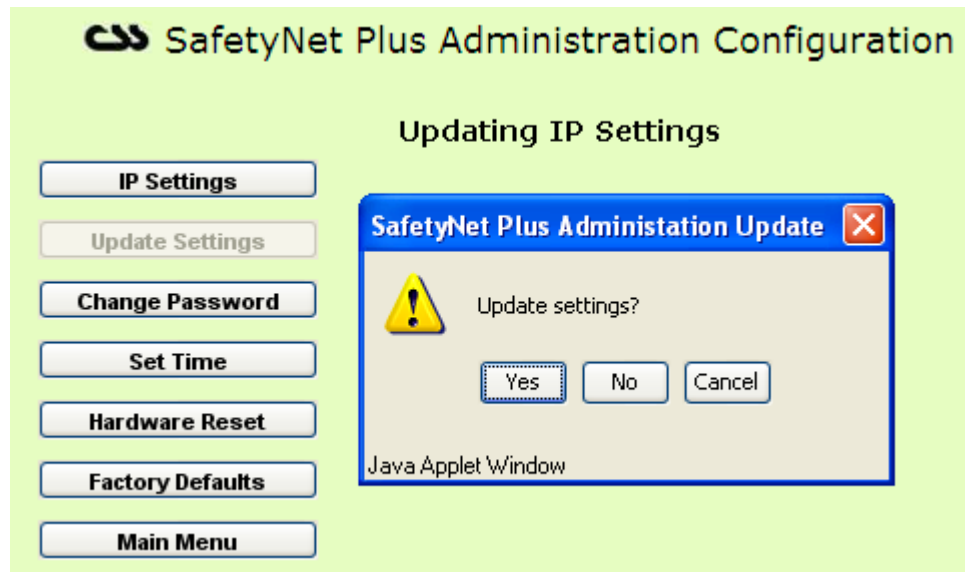 CSS SafetyNet Plus Administration Configuration
Updating IP Settings
IP Settings
Update Settings
Change Password
Set Time
Hardware Reset
Factory Defaults
Main Menu
SafetyNet Plus Administation Update
Update settings?
Yes No Cancel
Java Applet Window